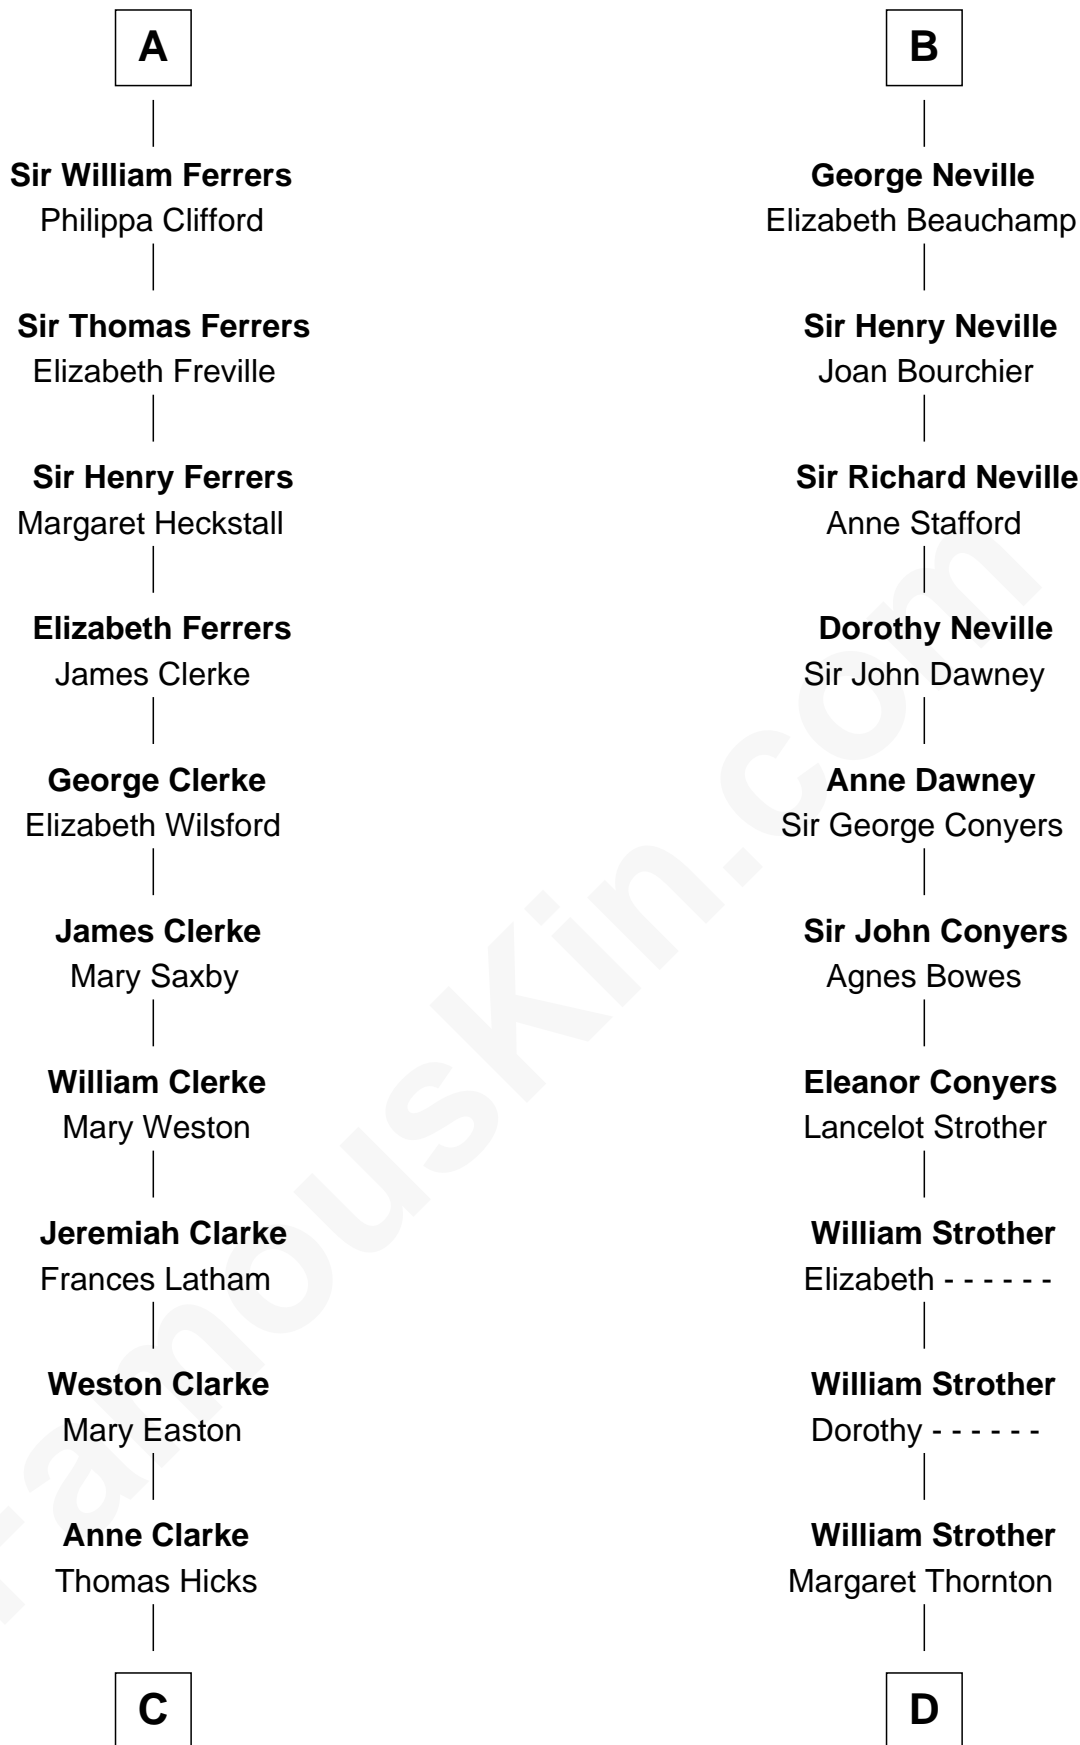 A
Sir William Ferrers
Philippa Clifford
Sir Thomas Ferrers
Elizabeth Freville
Sir Henry Ferrers
Margaret Heckstall
Elizabeth Ferrers
James Clerke
George Clerke
Elizabeth Wilsford
James Clerke
Mary Saxby
William Clerke
Mary Weston
Jeremiah Clarke
Frances Latham
Weston Clarke
Mary Easton
Anne Clarke
Thomas Hicks
C
B
George Neville
Elizabeth Beauchamp
Sir Henry Neville
Joan Bourchier
Sir Richard Neville
Anne Stafford
Dorothy Neville
Sir John Dawney
Anne Dawney
Sir George Conyers
Sir John Conyers
Agnes Bowes
Eleanor Conyers
Lancelot Strother
William Strother
Elizabeth - - - - - -
William Strother
Dorothy - - - - - -
William Strother
Margaret Thornton
D
FamousKin.com